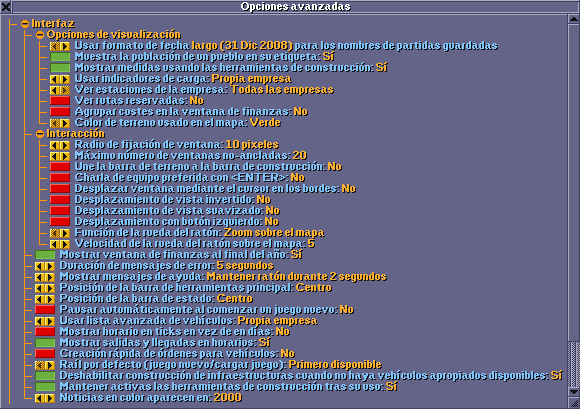 Opciones avanzadas
Interfaz
Opciones de visualización
Usar formato de fecha largo (31 Dic 2008) para los nombres de partidas guardadas
Muestra la población de un pueblo en su etiqueta: Sí
Mostrar medidas usando las herramientas de construcción: Sí
Usar indicadores de carga: Propia empresa
Ver estaciones de la empresa: Todas las empresas
Ver rutas reservadas: No
Agrupar costes en la ventana de finanzas: No
Color de terreno usado en el mapa: Verde
Interacción
Radio de fijación de ventana: 10 pixeles
Máximo número de ventanas no-ancladas: 20
Une la barra de terreno a la barra de construcción: No
Charla de equipo preferida con <ENTER>: No
Desplazar ventana mediante el cursor en los bordes: No
Desplazamiento de vista invertido: No
Desplazamiento de vista suavizado: No
Desplazamiento con botón izquierdo: No
Función de la rueda del ratón: Zoom sobre el mapa
Velocidad de la rueda del ratón sobre el mapa: 5
Mostrar ventana de finanzas al final del año: Sí
Duración de mensajes de error: 5 segundos
Mostrar mensajes de ayuda: Mantener ratón durante 2 segundos
Posición de la barra de herramientas principal: Centro
Posición de la barra de estado: Centro
Pausar automáticamente al comenzar un juego nuevo: No
Usar lista avanzada de vehículos: Propia empresa
Mostrar horario en ticks en vez de en días: No
Mostrar salidas y llegadas en horarios: Sí
Creación rápida de órdenes para vehículos: No
Raíl por defecto (juego nuevo/cargar juego): Primero disponible
Deshabilitar construcción de infraestructuras cuando no haya vehículos apropiados disponibles: Sí
Mantener activas las herramientas de construcción tras su uso: Sí
Noticias en color aparecen en: 2000